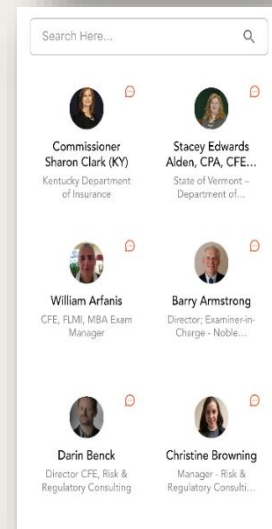 Search Here...
Commissioner
Sharon Clark (KY)
Kentucky Department
of Insurance
Stacey Edwards
Alden, CPA, CFE...
State of Vermont –
Department of...
William Arfanis
CFE, FLMI, MBA Exam
Manager
Barry Armstrong
Director; Examiner-in-
Charge - Noble...
Darin Benck
Director CFE, Risk &
Regulatory Consulting
Christine Browning
Manager - Risk &
Regulatory Consulti...